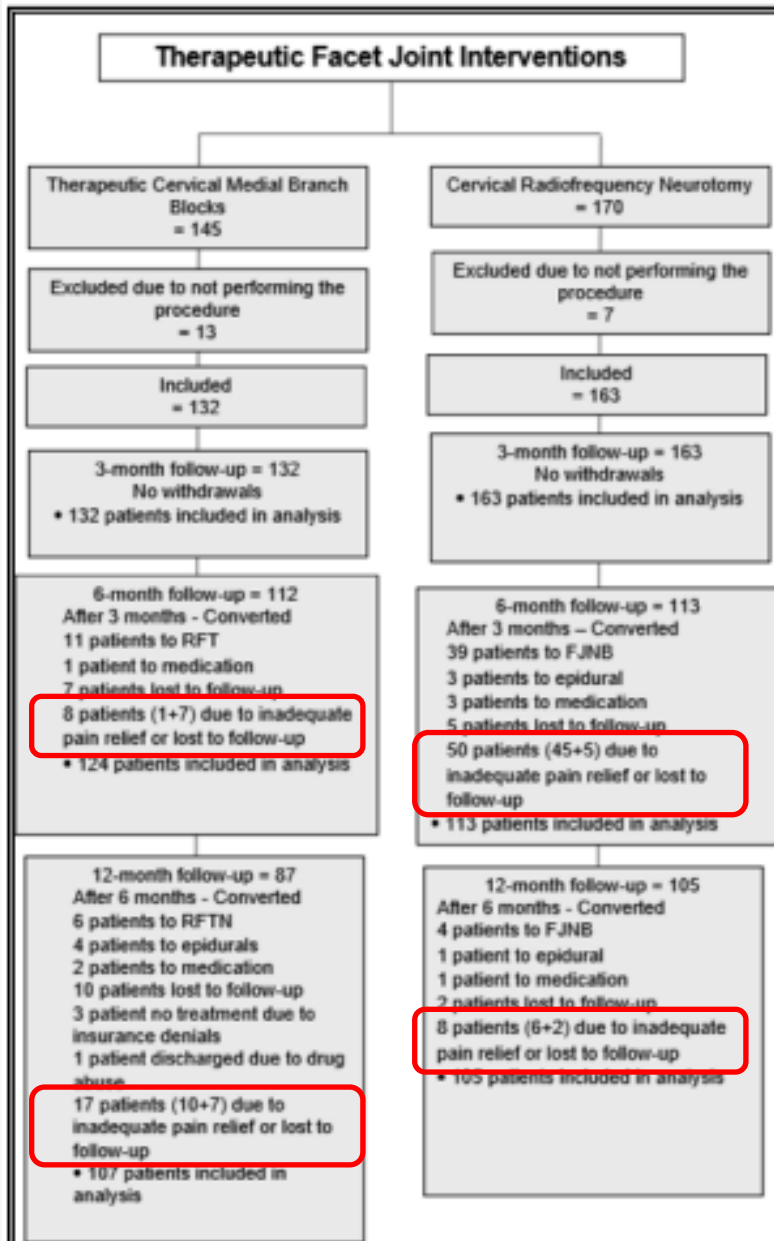 Therapeutic Facet Joint Interventions
Therapeutic Cervical Medial Branch
Blocks
= 145
Excluded due to not performing the
procedure
= 13
Included
= 132
3-month follow-up = 132
No withdrawals
• 132 patients included in analysis
6-month follow-up = 112
After 3 months - Converted
11 patients to RFT
1 patient to medication
7 patients lost to follow-up
8 patients (1+7) due to inadequate
pain relief or lost to follow-up
• 124 patients included in analysis
12-month follow-up = 87
After 6 months - Converted
6 patients to RFTN
4 patients to epidurals
2 patients to medication
10 patients lost to follow-up
3 patient no treatment due to
insurance denials
1 patient discharged due to drug
abuse
17 patients (10+7) due to
inadequate pain relief or lost to
follow-up
• 107 patients included in
analysis
Cervical Radiofrequency Neurotomy
= 170
Excluded due to not performing the
procedure
= 7
Included
= 163
3-month follow-up = 163
No withdrawals
• 163 patients included in analysis
6-month follow-up = 113
After 3 months – Converted
39 patients to FJNB
3 patients to epidural
3 patients to medication
5 patients lost to follow-up
50 patients (45+5) due to
inadequate pain relief or lost to
follow-up
• 113 patients included in analysis
12-month follow-up = 105
After 6 months - Converted
4 patients to FJNB
1 patient to epidural
1 patient to medication
2 patients lost to follow-up
8 patients (6+2) due to inadequate
pain relief or lost to follow-up
• 105 patients included in analysis